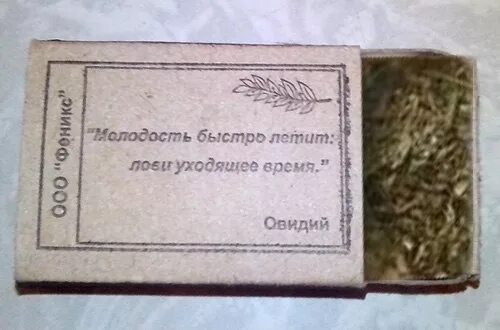 ООО "Феникс"
"Молодость быстро летит:
лови уходящее время."
Овидий